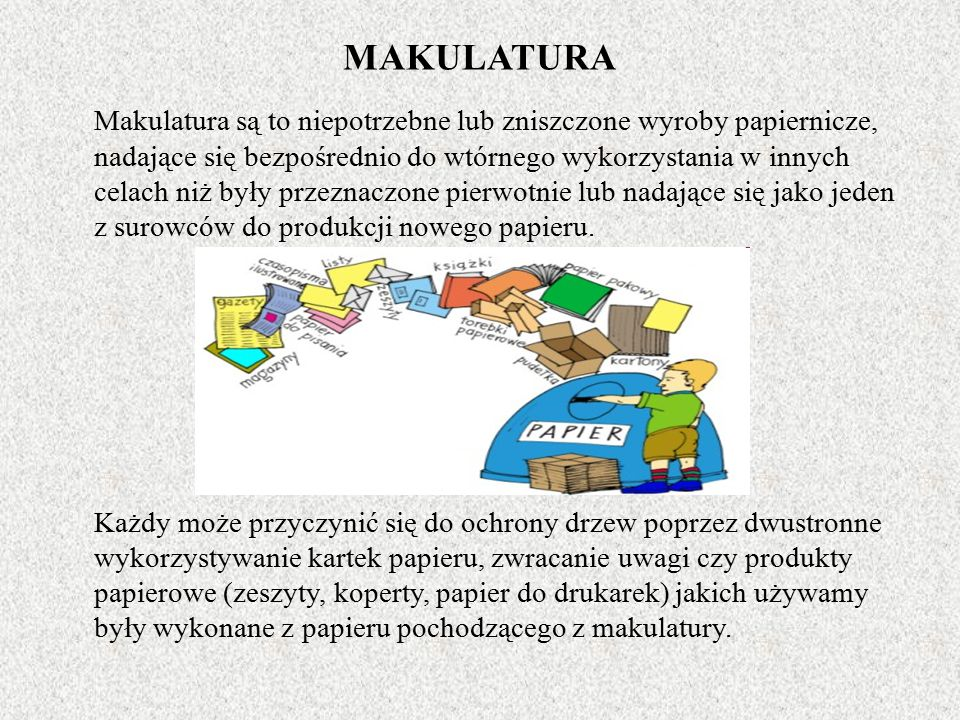 MAKULATURA
Makulatura są to niepotrzebne lub zniszczone wyroby papiernicze,
nadające się bezpośrednio do wtórnego wykorzystania w innych
celach niż były przeznaczone pierwotnie lub nadające się jako jeden
z surowców do produkcji nowego papieru.
gazety
czasopisma
ilustrowane
listy
zeszyty
książki
papier pakowy
papier
do pisania
magazyny
torebki
papierowe
pudełka
kartony
PAPIER
Każdy może przyczynić się do ochrony drzew poprzez dwustronne
wykorzystywanie kartek papieru, zwracanie uwagi czy produkty
papierowe (zeszyty, koperty, papier do drukarek) jakich używamy
były wykonane z papieru pochodzącego z makulatury.